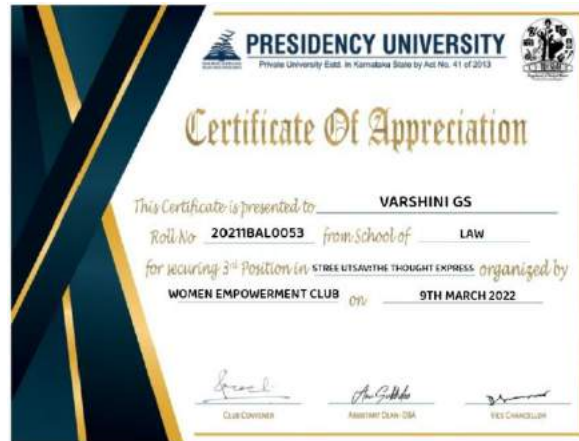 PRESIDENCY UNIVERSITY
Private University Estd. in Karnataka State by Act No. 41 of 2013
Certificate Of Appreciation
This Certificate is presented to VARSHINI GS
Roll No 20211BAL0053 from School of LAW
for securing 3rd Position in STREE UTSAV:THE THOUGHT EXPRESS organized by
WOMEN EMPOWERMENT CLUB on 9TH MARCH 2022
CLUB CONVENER ASSISTANT DEAN-DSA VICE CHANCELLOR